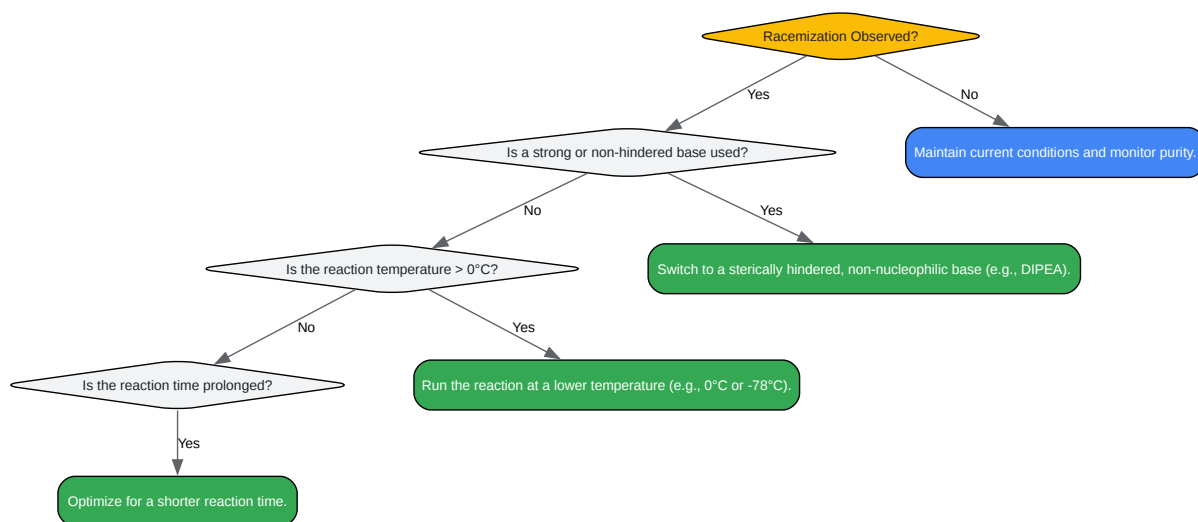 Racemization Observed?
Yes
No
Is a strong or non-hindered base used?
Maintain current conditions and monitor purity.
No
Yes
Is the reaction temperature > 0°C?
Switch to a sterically hindered, non-nucleophilic base (e.g., DIPEA).
No
Yes
Is the reaction time prolonged?
Run the reaction at a lower temperature (e.g., 0°C or -78°C).
Yes
Optimize for a shorter reaction time.